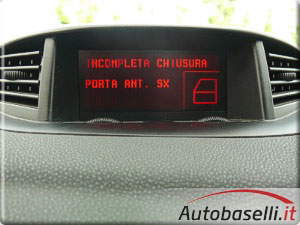 INCOMPLETA CHIUSURA
PORTA ANT. SX
Autobaselli.it